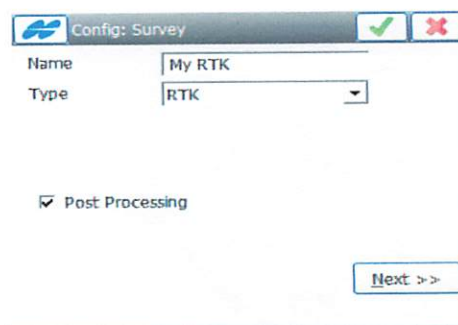 Config: Survey
Name My RTK
Type RTK
Post Processing
Next >>